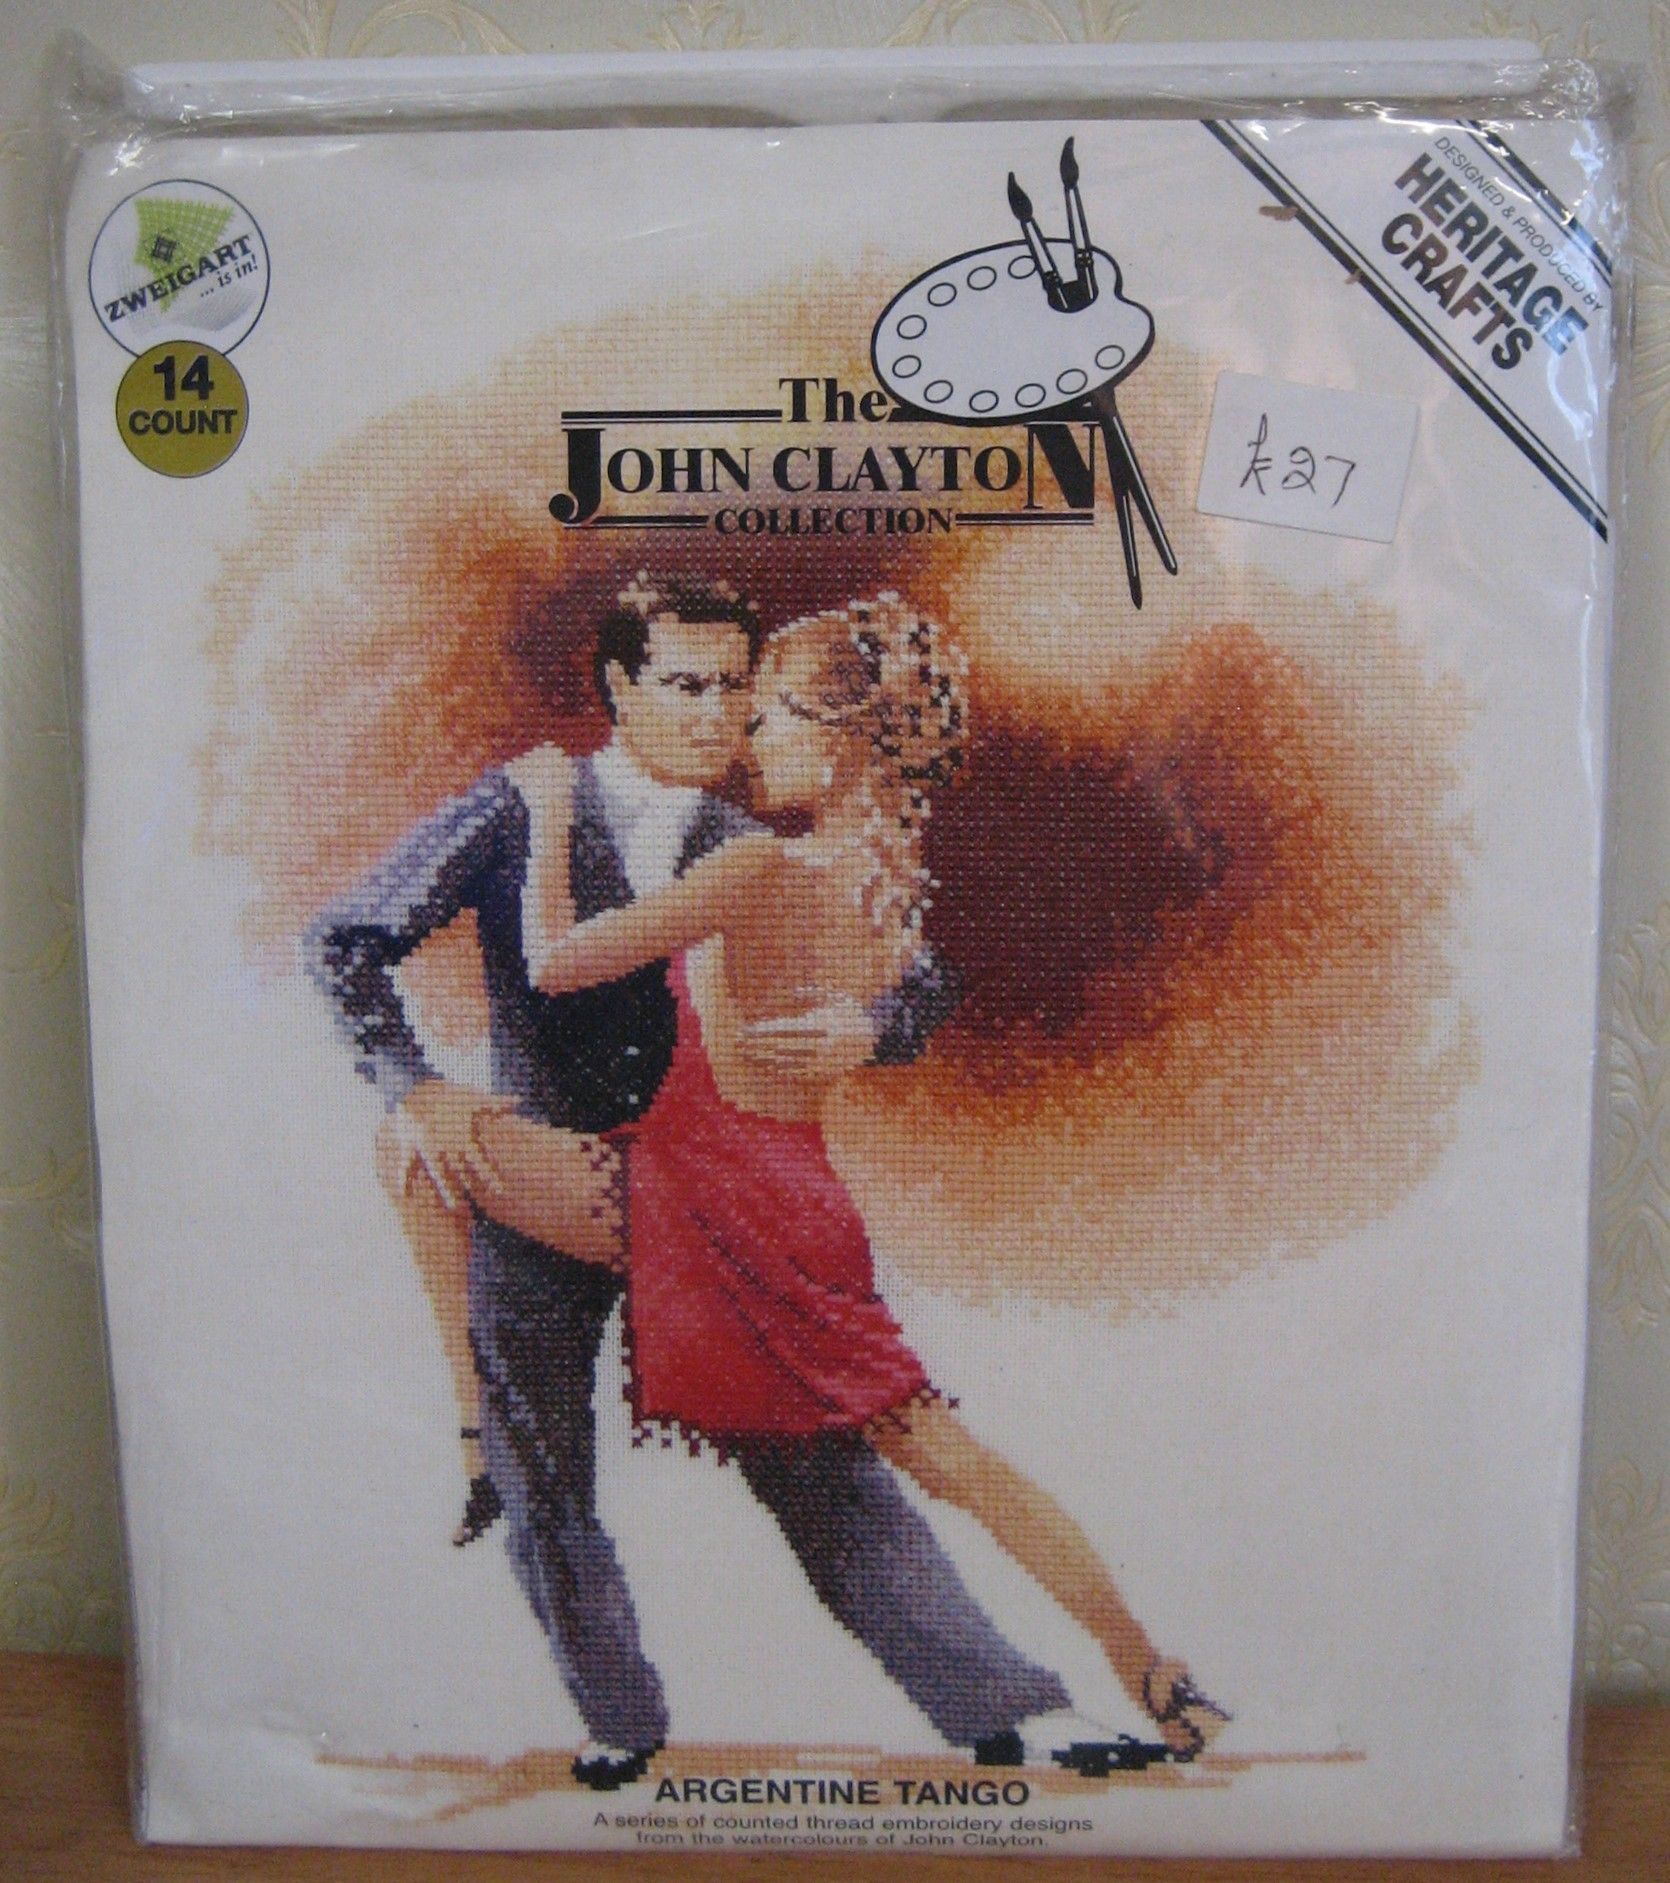 ZWEIGART
... is in!
14
COUNT
DESIGNED & PRODUCED BY
HERITAGE
CRAFTS
The
JOHN CLAYTON
COLLECTION
£27
ARGENTINE TANGO
A series of counted thread embroidery designs
from the watercolours of John Clayton.